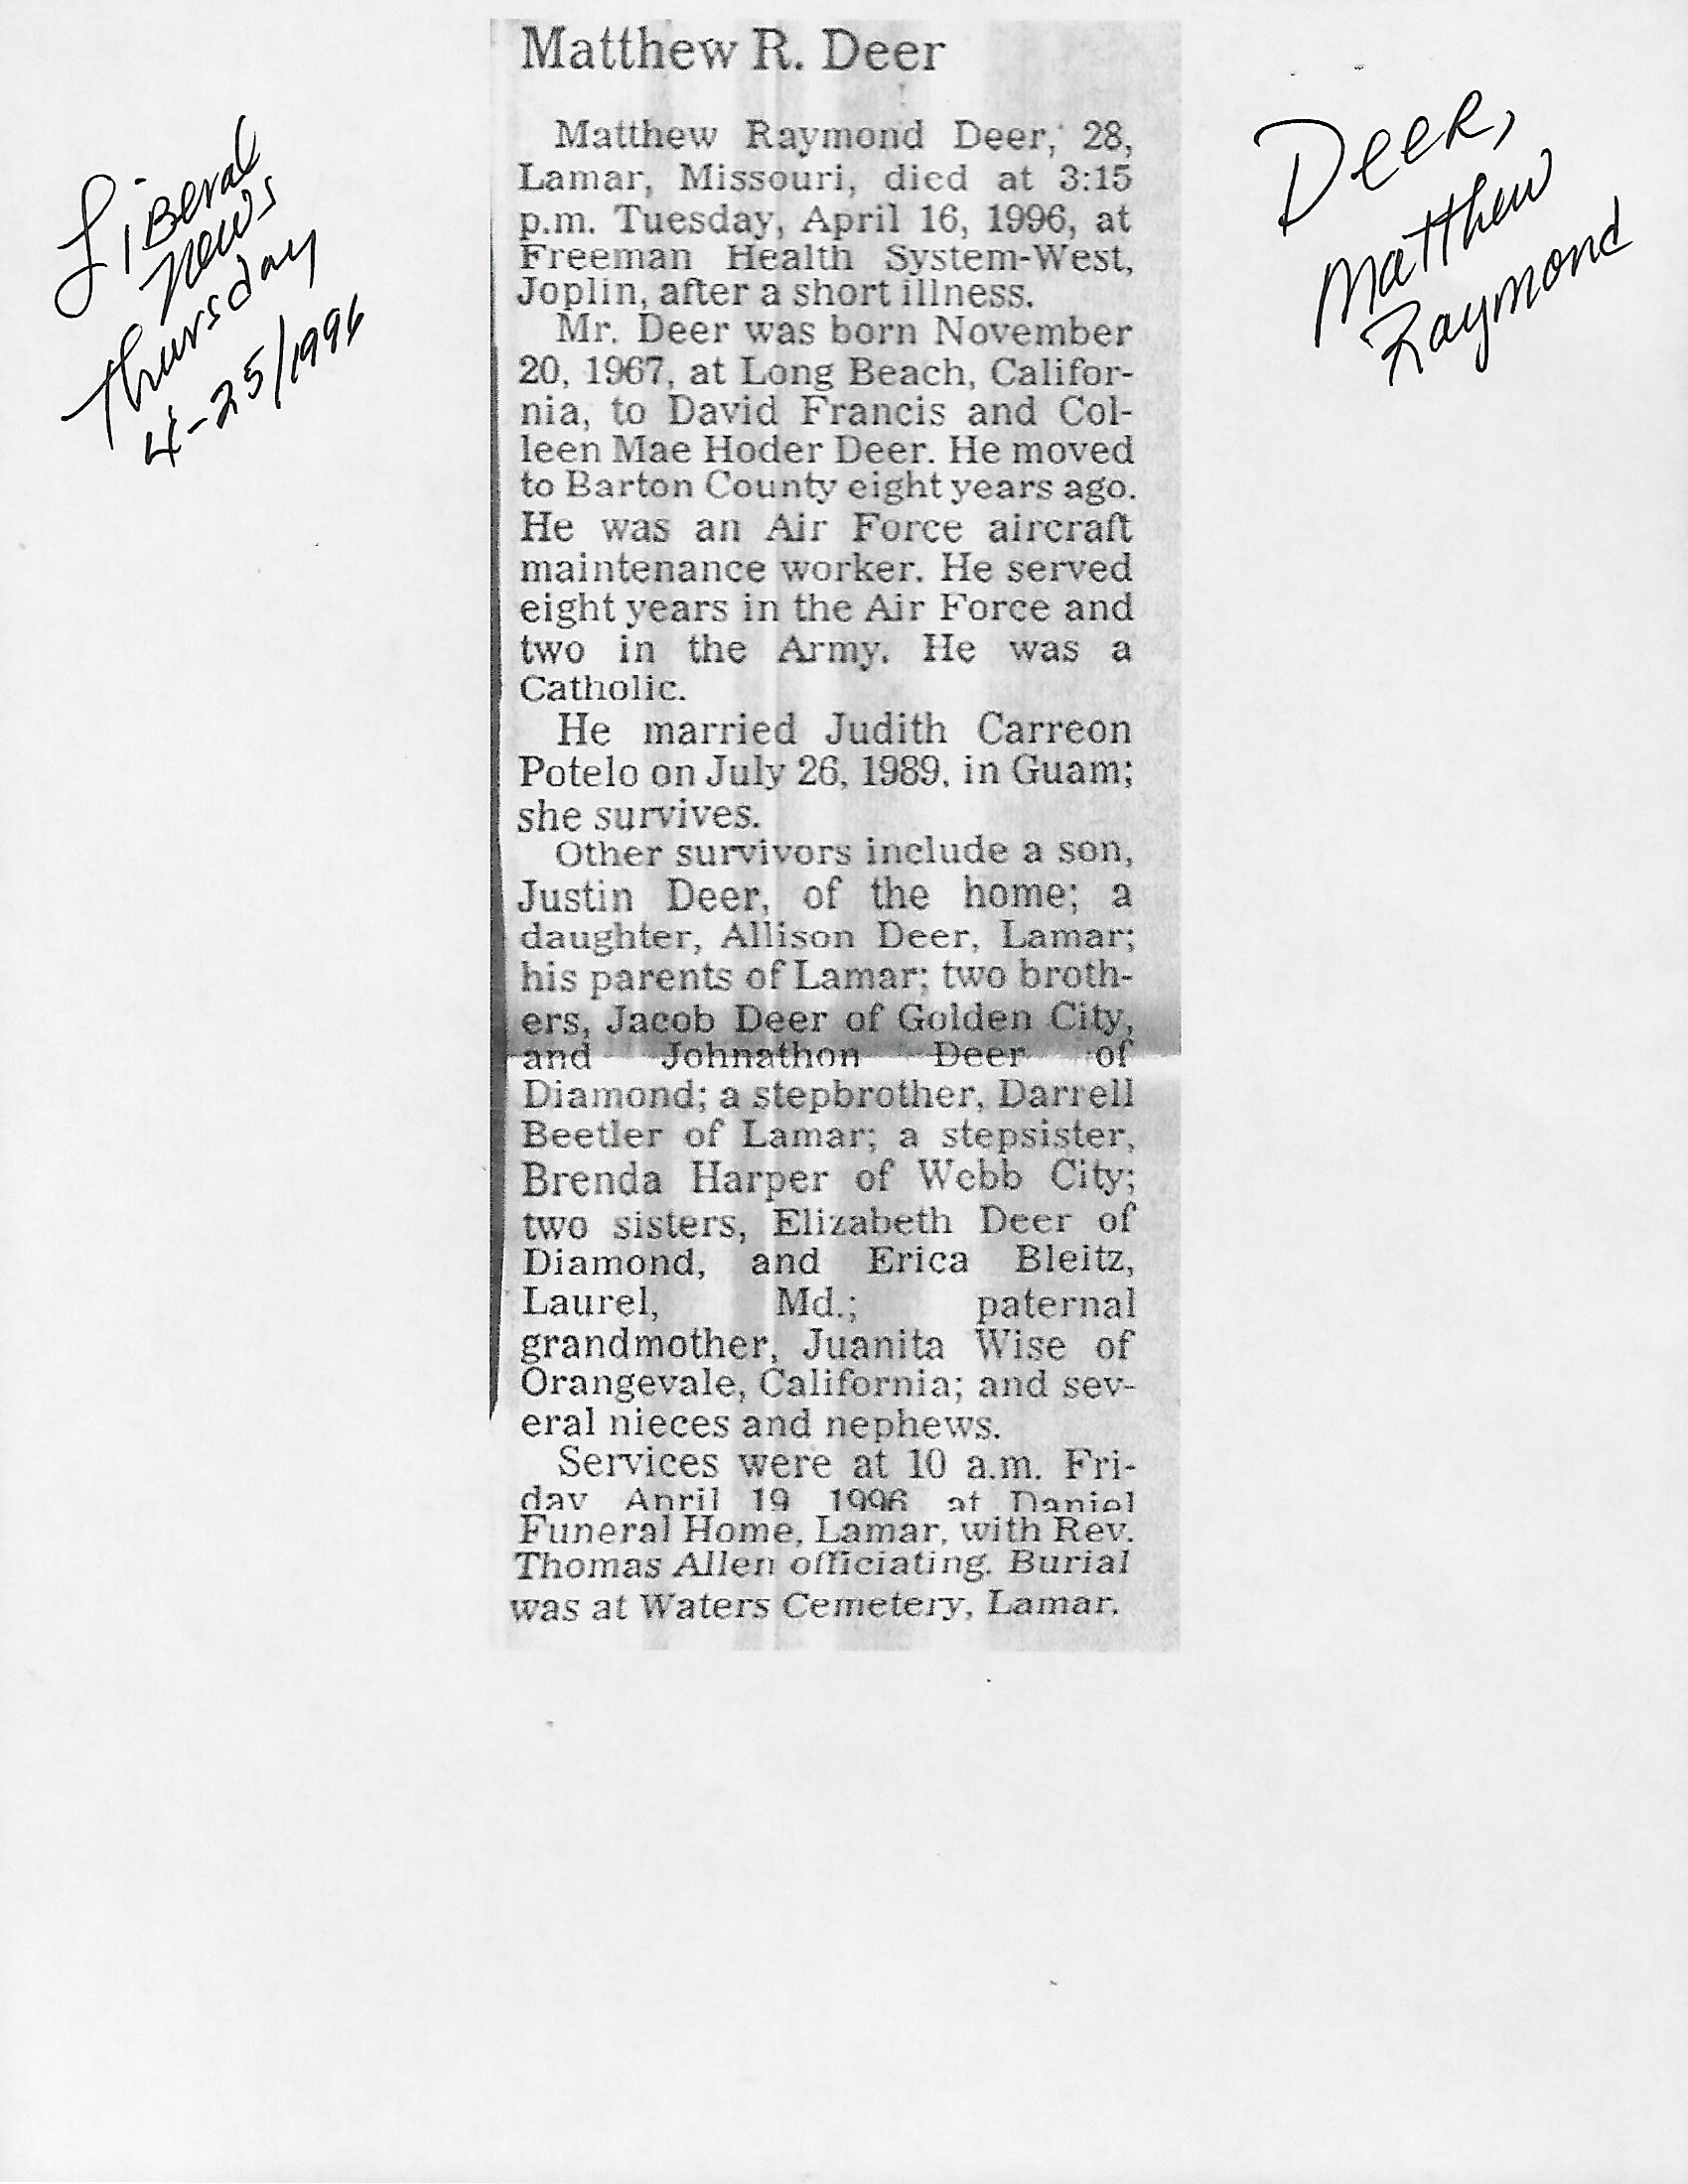 Liberal
News
Thursday
4-25/1996
Deer,
Matthew
Raymond
Matthew R. Deer
Matthew Raymond Deer, 28,
Lamar, Missouri, died at 3:15
p.m. Tuesday, April 16, 1996, at
Freeman Health System-West,
Joplin, after a short illness.
Mr. Deer was born November
20, 1967, at Long Beach, Califor-
nia, to David Francis and Col-
leen Mae Hoder Deer. He moved
to Barton County eight years ago.
He was an Air Force aircraft
maintenance worker. He served
eight years in the Air Force and
two in the Army. He was a
Catholic.
He married Judith Carreon
Potelo on July 26, 1989, in Guam;
she survives.
Other survivors include a son,
Justin Deer, of the home; a
daughter, Allison Deer, Lamar;
his parents of Lamar; two broth-
ers, Jacob Deer of Golden City,
and Johnathon Deer of
Diamond; a stepbrother, Darrell
Beetler of Lamar; a stepsister,
Brenda Harper of Webb City;
two sisters, Elizabeth Deer of
Diamond, and Erica Bleitz,
Laurel, Md.; paternal
grandmother, Juanita Wise of
Orangevale, California; and sev-
eral nieces and nephews.
Services were at 10 a.m. Fri-
day April 19 1996 at Daniel
Funeral Home, Lamar, with Rev.
Thomas Allen officiating. Burial
was at Waters Cemetery, Lamar.